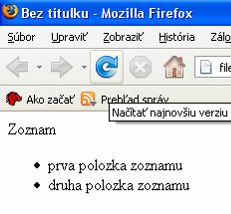 Bez titulku - Mozilla Firefox
Súbor Upraviť Zobraziť História
file
Ako začať Prehľad správ
Načítať najnovšiu verziu
Zoznam
prva polozka zoznamu
druha polozka zoznamu